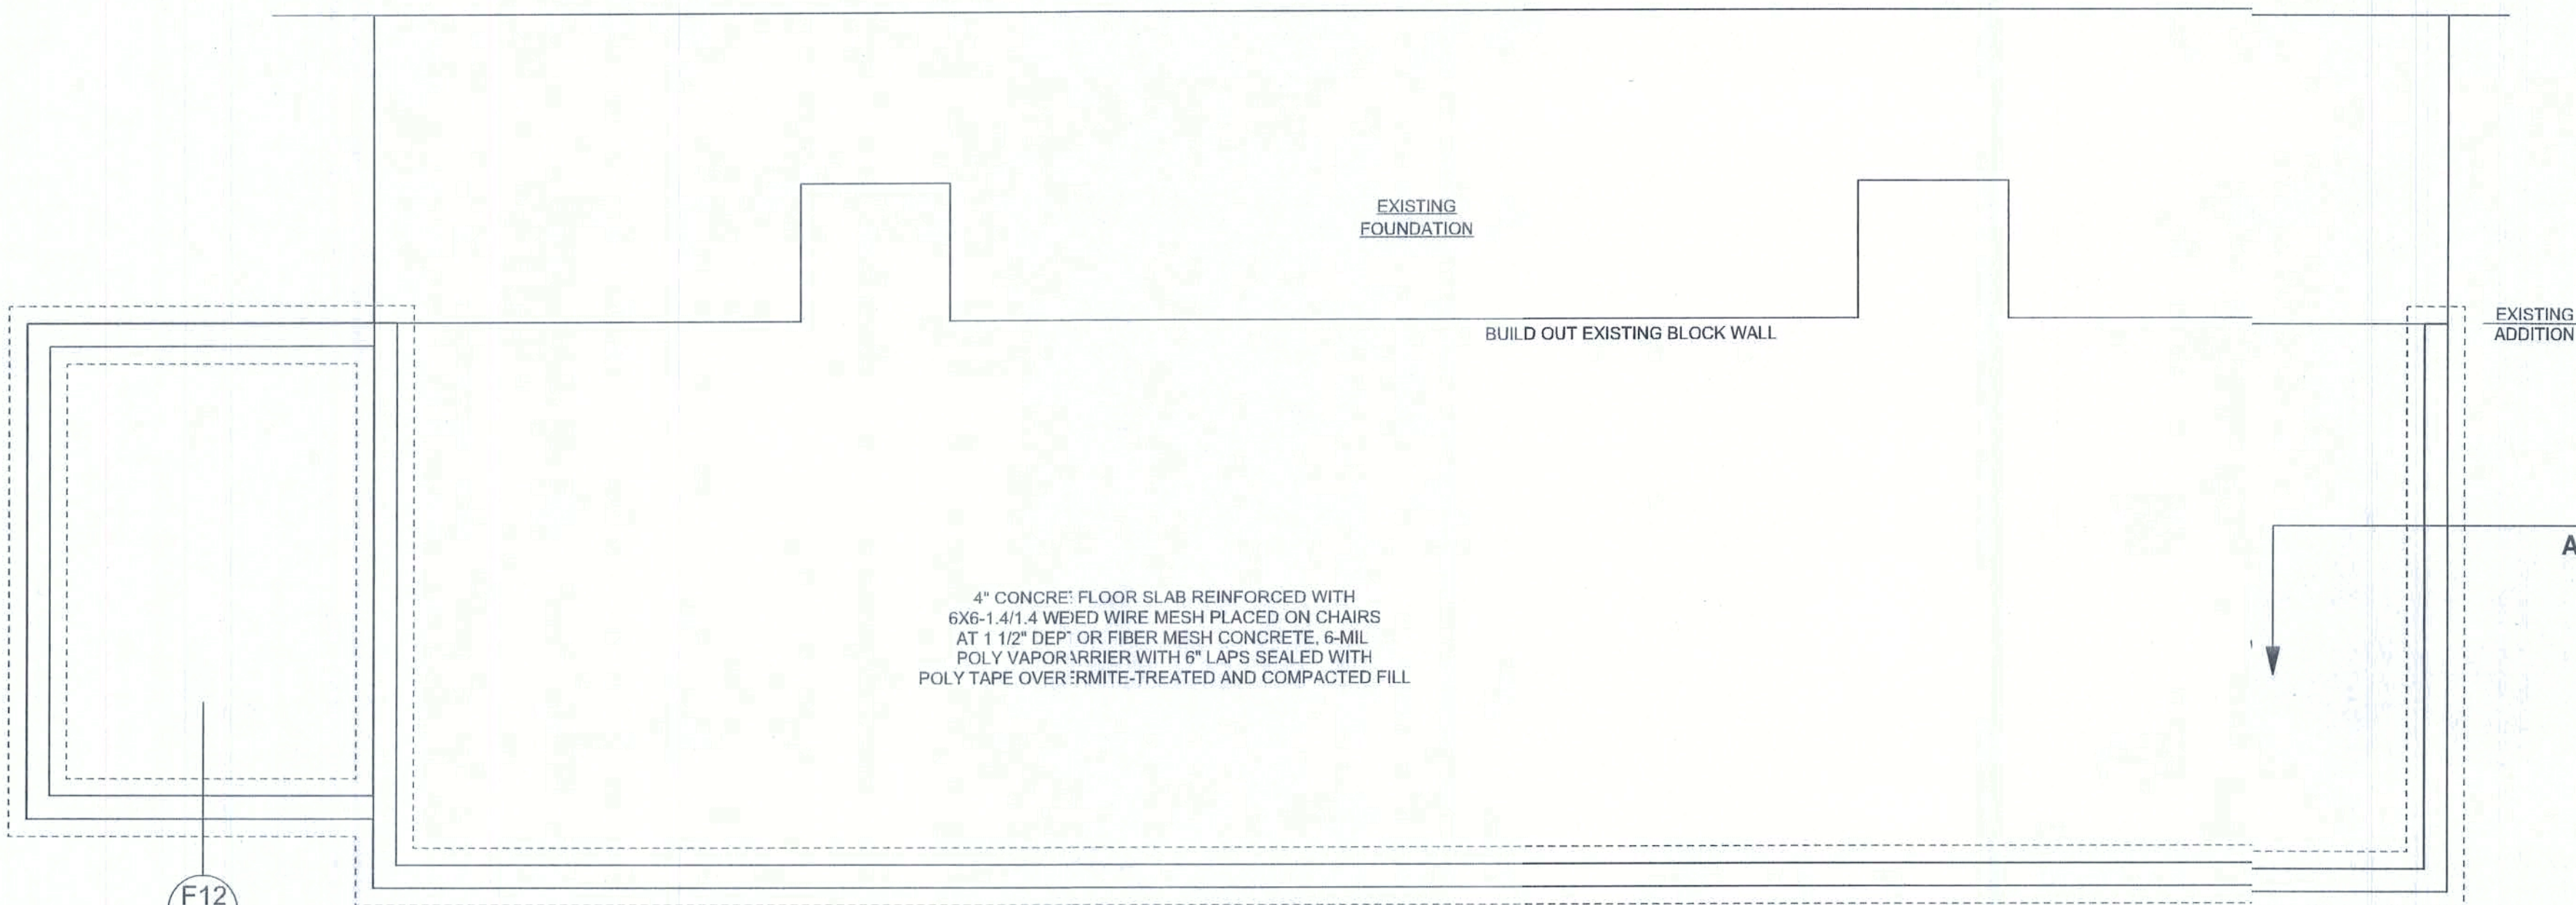 EXISTING
FOUNDATION
BUILD OUT EXISTING BLOCK WALL
EXISTING
ADDITION
A
4" CONCRE FLOOR SLAB REINFORCED WITH
6X6-1.4/1.4 WE ED WIRE MESH PLACED ON CHAIRS
AT 1 1/2" DEP OR FIBER MESH CONCRETE, 6-MIL
POLY VAPOR ARRIER WITH 6" LAPS SEALED WITH
POLY TAPE OVER ERMITE-TREATED AND COMPACTED FILL
F12